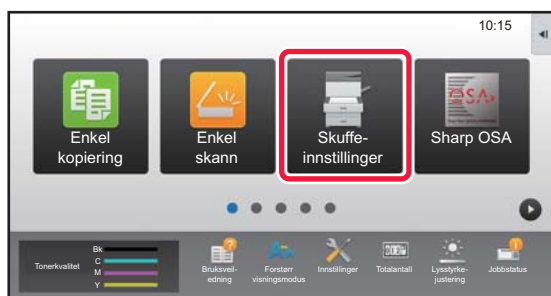 10:15
Enkel
kopiering
Enkel
skann
Skuffe-
innstillinger
Sharp OSA
Tonerkvalitet
Bk
C
M
Y
Bruksveil-
edning
Forstørr
visningsmodus
Innstillinger
Totalantall
Lysstyrke-
justering
Jobbstatus